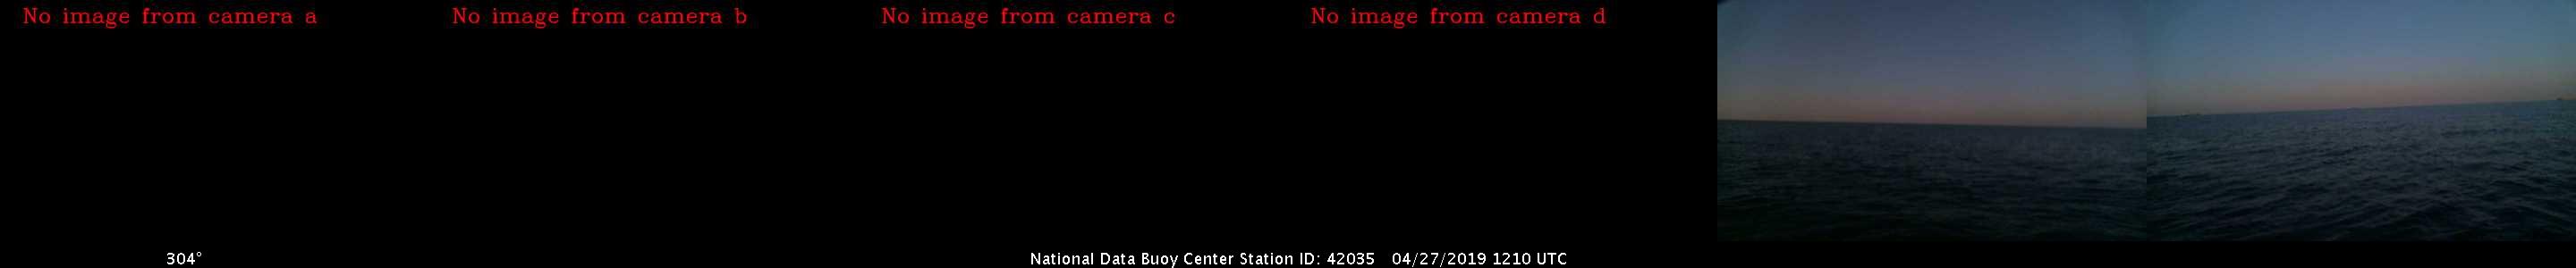 No image from camera a
No image from camera b
No image from camera c
No image from camera d
304°
National Data Buoy Center Station ID: 42035 04/27/2019 1210 UTC